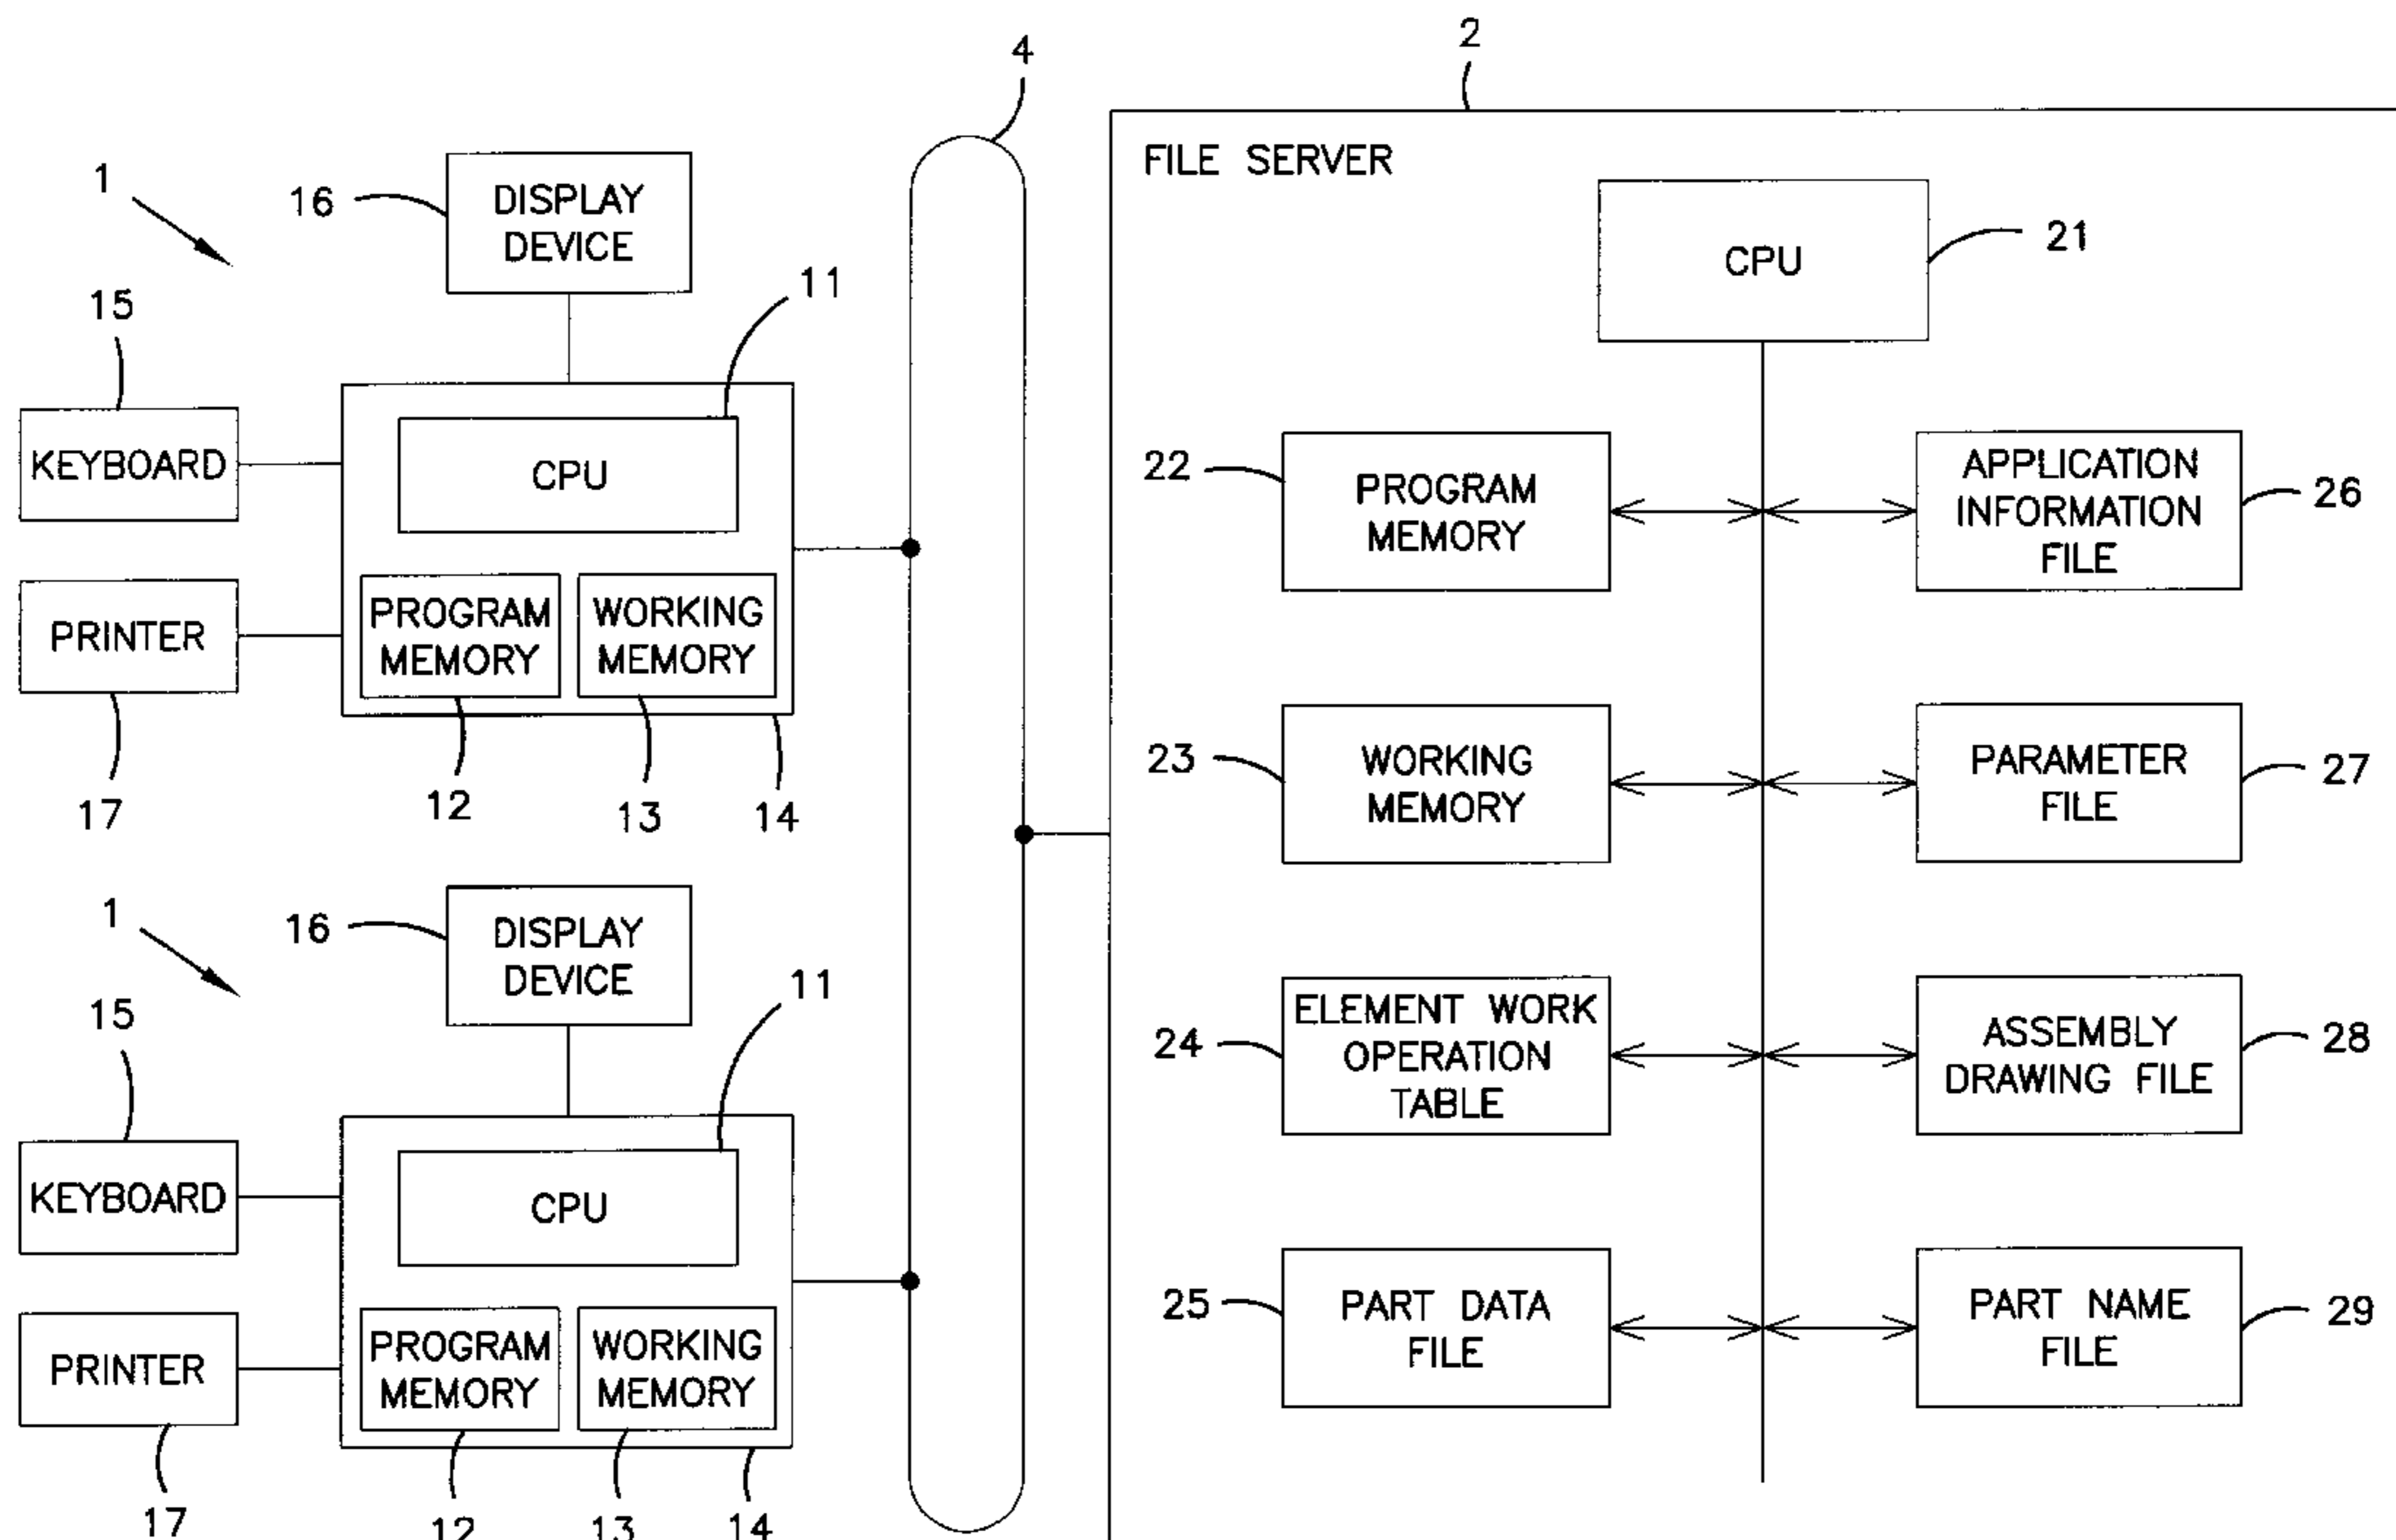 4
2
FILE SERVER
1
16
DISPLAY
DEVICE
11
15
KEYBOARD
CPU
PRINTER
PROGRAM
MEMORY
WORKING
MEMORY
17
12
13
14
1
16
DISPLAY
DEVICE
11
15
KEYBOARD
CPU
PRINTER
PROGRAM
MEMORY
WORKING
MEMORY
17
12
13
14
CPU
21
22
PROGRAM
MEMORY
APPLICATION
INFORMATION
FILE
26
23
WORKING
MEMORY
PARAMETER
FILE
27
24
ELEMENT WORK
OPERATION
TABLE
ASSEMBLY
DRAWING FILE
28
25
PART DATA
FILE
PART NAME
FILE
29